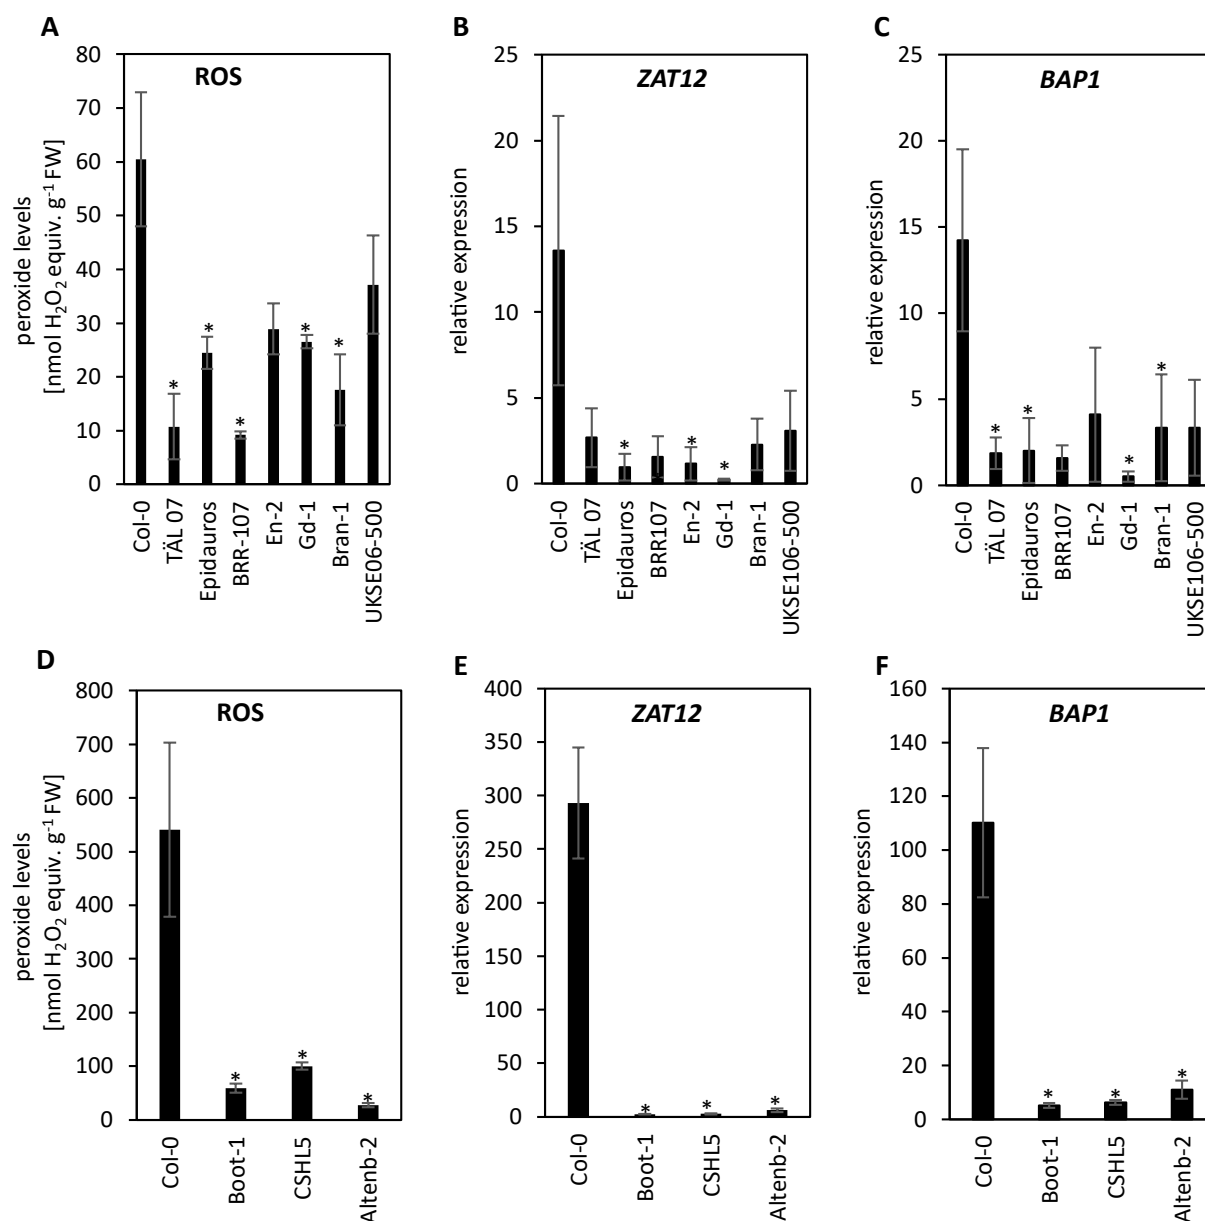 A
ROS
peroxide levels
[nmol H₂O₂ equiv. g⁻¹ FW]
80
70
60
50
40
30
20
10
0
*
*
*
*
*
Col-0
TÄL 07
Epidauros
BRR-107
En-2
Gd-1
Bran-1
UKSE06-500
B
ZAT12
relative expression
25
20
15
10
5
0
*
*
*
Col-0
TÄL 07
Epidauros
BRR107
En-2
Gd-1
Bran-1
UKSE106-500
C
BAP1
relative expression
25
20
15
10
5
0
*
*
*
*
Col-0
TÄL 07
Epidauros
BRR107
En-2
Gd-1
Bran-1
UKSE106-500
D
ROS
peroxide levels
[nmol H₂O₂ equiv. g⁻¹ FW]
800
700
600
500
400
300
200
100
0
*
*
*
Col-0
Boot-1
CSHL5
Altenb-2
E
ZAT12
relative expression
400
350
300
250
200
150
100
50
0
*
*
*
Col-0
Boot-1
CSHL5
Altenb-2
F
BAP1
relative expression
160
140
120
100
80
60
40
20
0
*
*
*
Col-0
Boot-1
CSHL5
Altenb-2